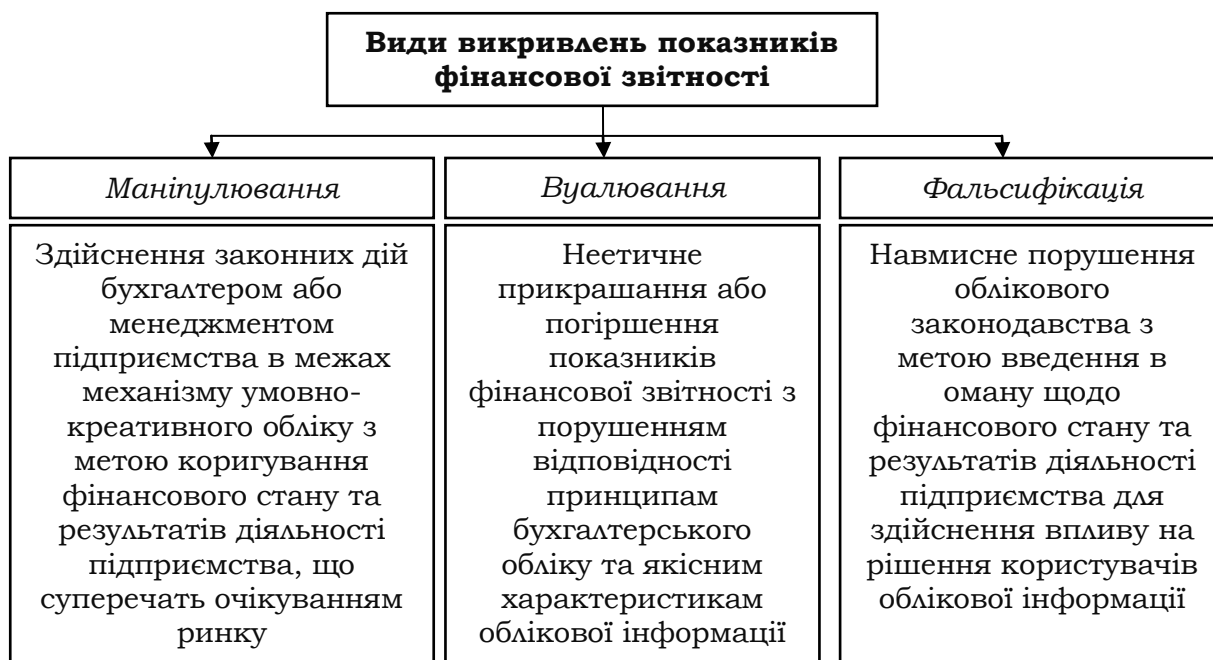 Види викривлень показників
фінансової звітності
Маніпулювання
Здійснення законних дій
бухгалтером або
менеджментом
підприємства в межах
механізму умовно-
креативного обліку з
метою коригування
фінансового стану та
результатів діяльності
підприємства, що
суперечать очікуванням
ринку
Вуалювання
Неетичне
прикрашання або
погіршення
показників
фінансової звітності з
порушенням
відповідності
принципам
бухгалтерського
обліку та якісним
характеристикам
облікової інформації
Фальсифікація
Навмисне порушення
облікового
законодавства з
метою введення в
оману щодо
фінансового стану та
результатів діяльності
підприємства для
здійснення впливу на
рішення користувачів
облікової інформації